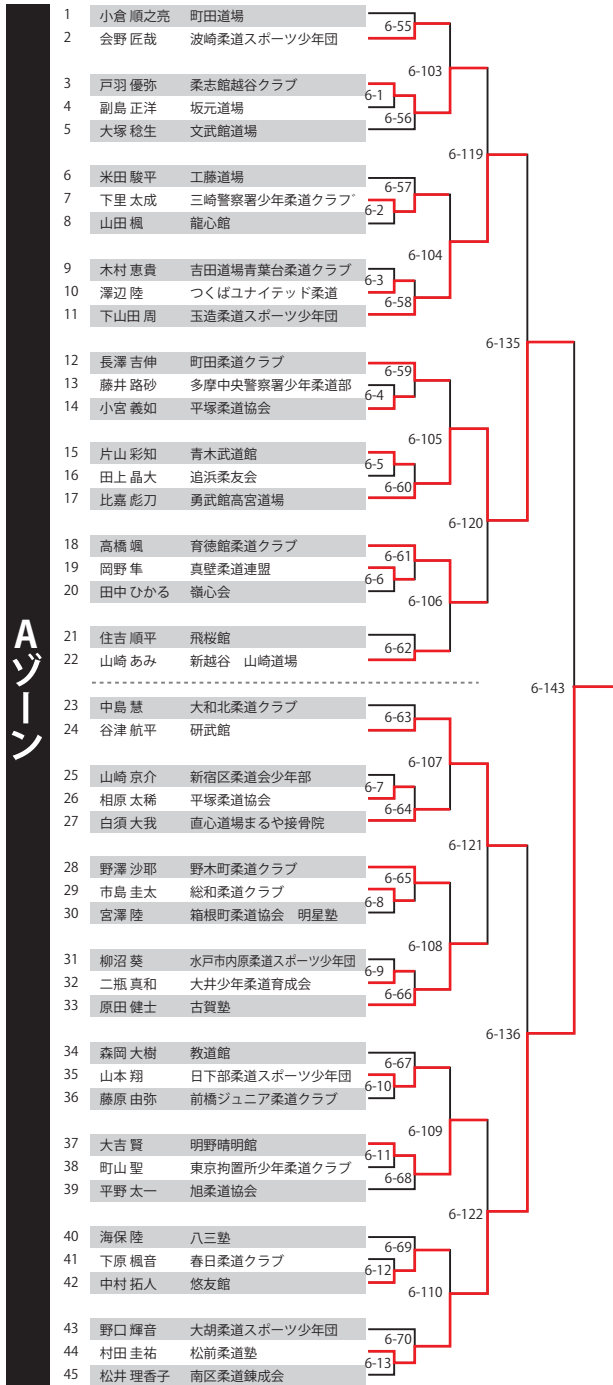 Aゾーン
1 小倉 順之亮 町田道場
2 会野 匠哉 波崎柔道スポーツ少年団
3 戸羽 優弥 柔志館越谷クラブ
4 副島 正洋 坂元道場
5 大塚 稔生 文武館道場
6 米田 駿平 工藤道場
7 下里 太成 三崎警察署少年柔道クラブ
8 山田 楓 龍心館
9 木村 恵貴 吉田道場青葉台柔道クラブ
10 澤辺 陸 つくばユナイテッド柔道
11 下山田 周 玉造柔道スポーツ少年団
12 長澤 吉伸 町田柔道クラブ
13 藤井 路砂 多摩中央警察署少年柔道部
14 小宮 義如 平塚柔道協会
15 片山 彩知 青木武道館
16 田上 晶大 追浜柔友会
17 比嘉 彪刀 勇武館高宮道場
18 高橋 颯 育徳館柔道クラブ
19 岡野 隼 真壁柔道連盟
20 田中 ひかる 嶺心会
21 住吉 順平 飛桜館
22 山崎 あみ 新越谷 山崎道場
23 中島 慧 大和北柔道クラブ
24 谷津 航平 研武館
25 山崎 京介 新宿区柔道会少年部
26 相原 太稀 平塚柔道協会
27 白須 大我 直心道場まるや接骨院
28 野澤 沙耶 野木町柔道クラブ
29 市島 圭太 総和柔道クラブ
30 宮澤 陸 箱根町柔道協会 明星塾
31 柳沼 葵 水戸市内原柔道スポーツ少年団
32 二瓶 真和 大井少年柔道育成会
33 原田 健士 古賀塾
34 森岡 大樹 教道館
35 山本 翔 日下部柔道スポーツ少年団
36 藤原 由弥 前橋ジュニア柔道クラブ
37 大吉 賢 明野晴明館
38 町山 聖 東京拘置所少年柔道クラブ
39 平野 太一 旭柔道協会
40 海保 陸 八三塾
41 下原 楓音 春日柔道クラブ
42 中村 拓人 悠友館
43 野口 輝音 大胡柔道スポーツ少年団
44 村田 圭祐 松前柔道塾
45 松井 理香子 南区柔道錬成会
6-1
6-2
6-3
6-4
6-5
6-6
6-7
6-8
6-9
6-10
6-11
6-12
6-13
6-55
6-56
6-57
6-58
6-59
6-60
6-61
6-62
6-63
6-64
6-65
6-66
6-67
6-68
6-69
6-70
6-103
6-104
6-105
6-106
6-107
6-108
6-109
6-110
6-119
6-120
6-121
6-122
6-135
6-136
6-143